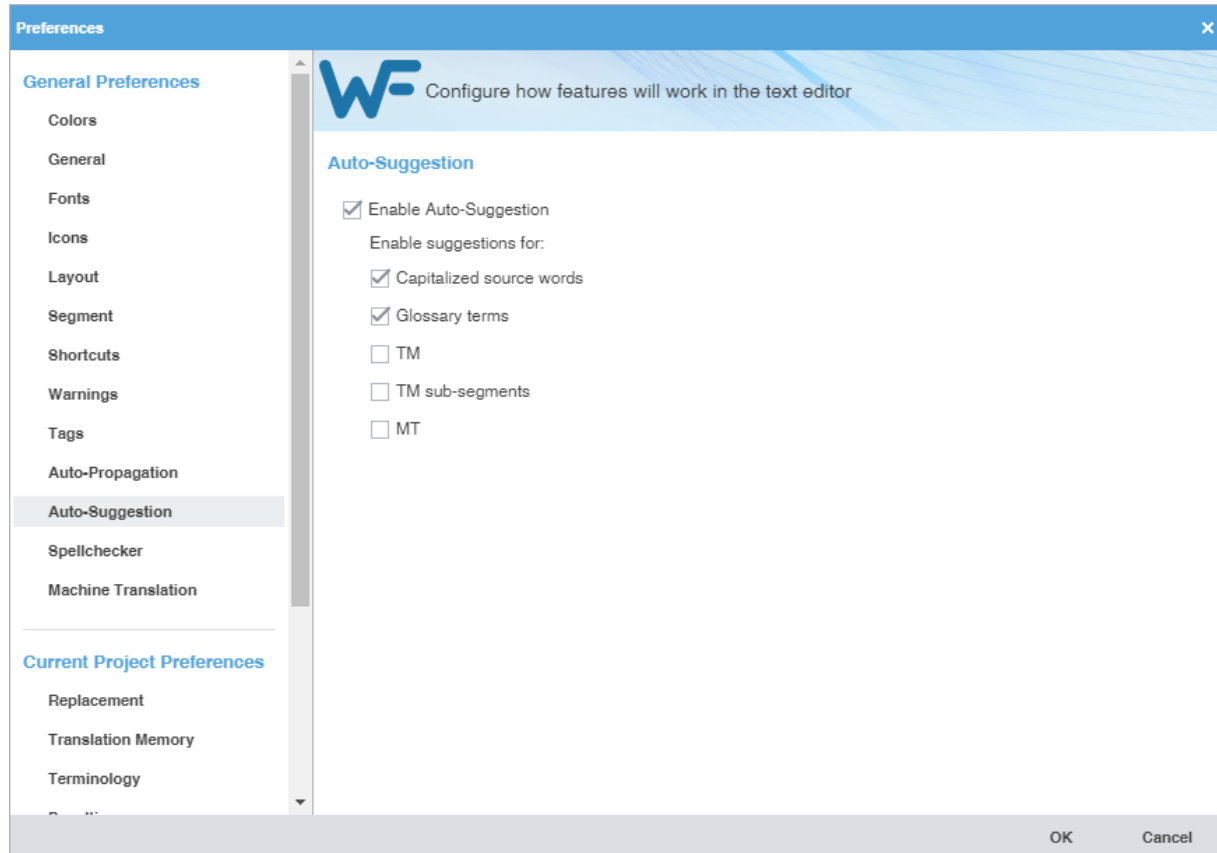 Preferences
General Preferences
Colors
General
Fonts
Icons
Layout
Segment
Shortcuts
Warnings
Tags
Auto-Propagation
Auto-Suggestion
Spellchecker
Machine Translation
Current Project Preferences
Replacement
Translation Memory
Terminology
WF
Configure how features will work in the text editor
Auto-Suggestion
Enable Auto-Suggestion
Enable suggestions for:
Capitalized source words
Glossary terms
TM
TM sub-segments
MT
OK Cancel